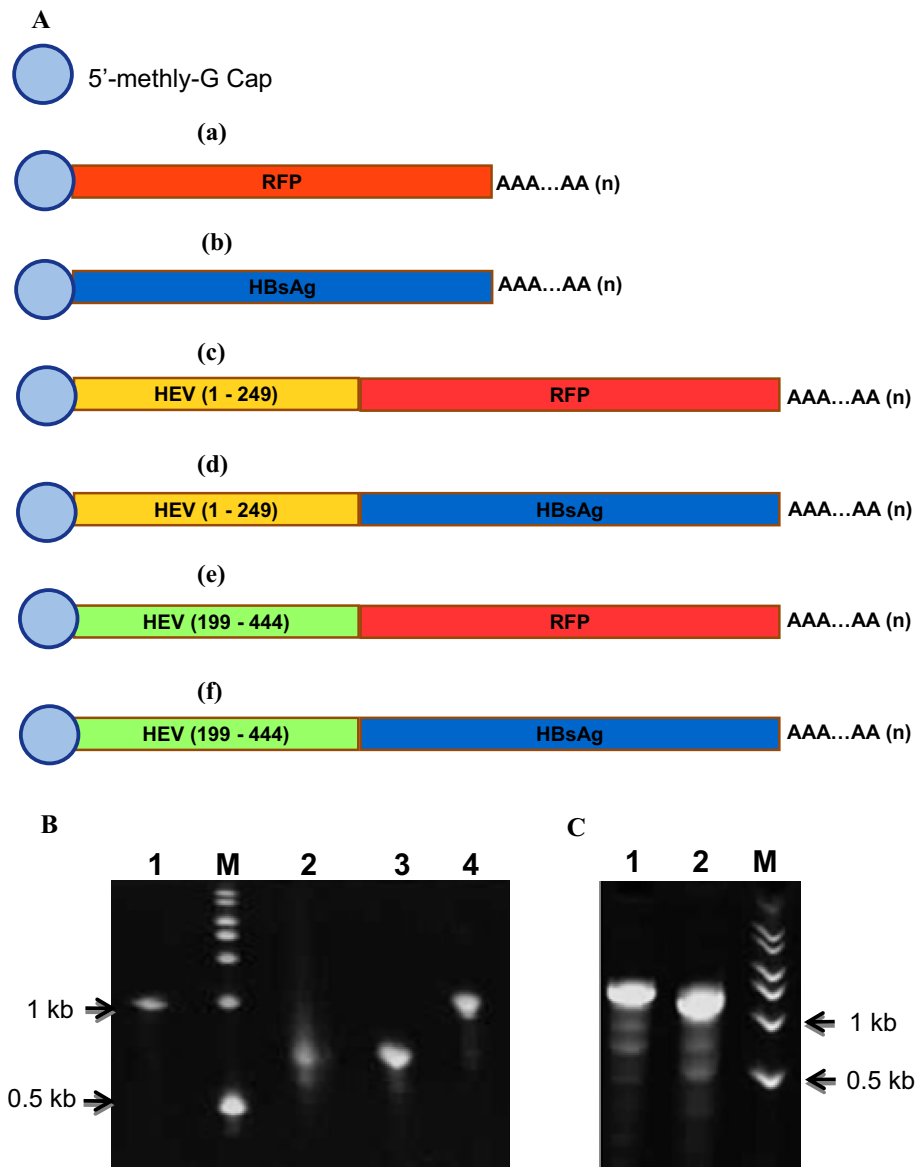 A
5’-methly-G Cap
(a)
RFP AAA...AA (n)
(b)
HBsAg AAA...AA (n)
(c)
HEV (1 - 249) RFP AAA...AA (n)
(d)
HEV (1 - 249) HBsAg AAA...AA (n)
(e)
HEV (199 - 444) RFP AAA...AA (n)
(f)
HEV (199 - 444) HBsAg AAA...AA (n)
B
1 M 2 3 4
1 kb
0.5 kb
C
1 2 M
1 kb
0.5 kb